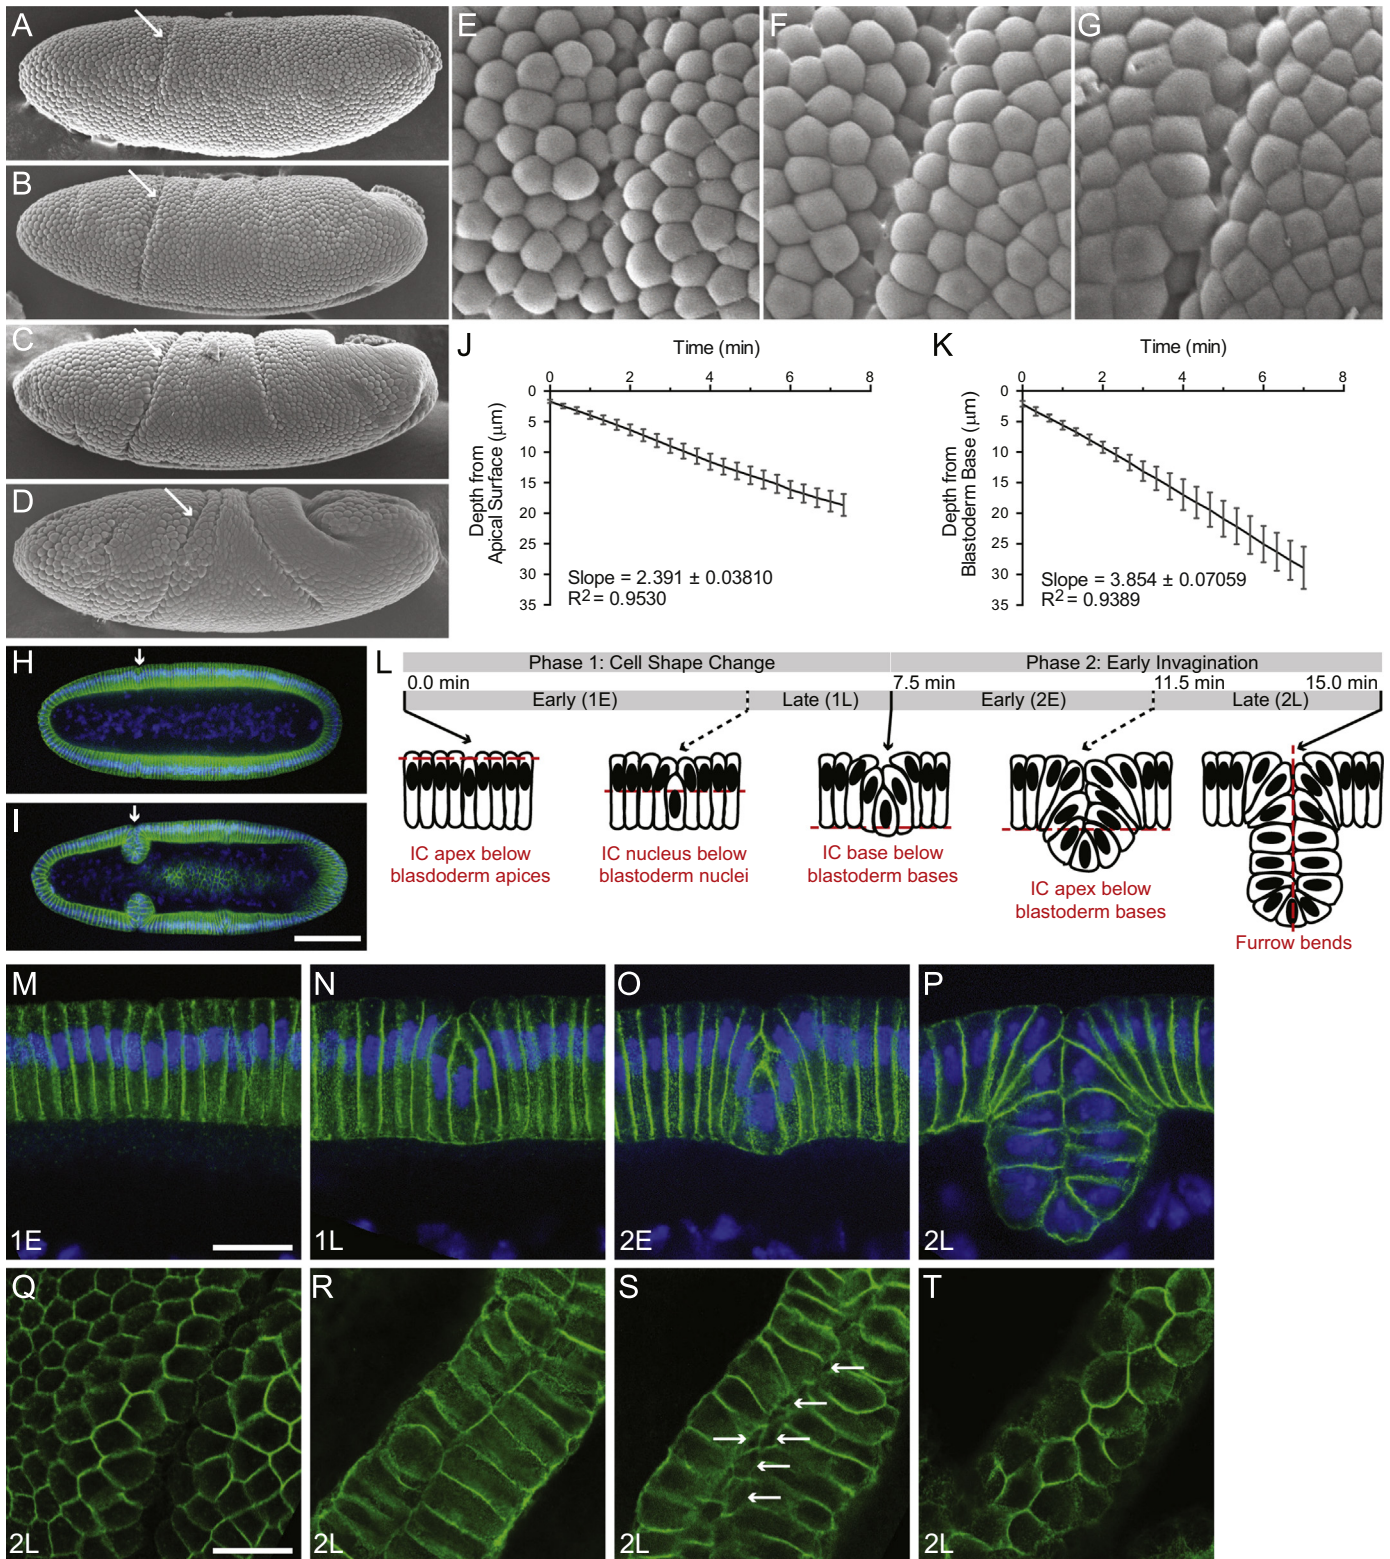 A
B
C
D
E
F
G
J
Time (min)
0 2 4 6 8
0
5
10
15
20
25
30
35
Depth from
Apical Surface (µm)
Slope = 2.391 ± 0.03810
R2 = 0.9530
K
Time (min)
0 2 4 6 8
0
5
10
15
20
25
30
35
Depth from
Blastoderm Base (µm)
Slope = 3.854 ± 0.07059
R2 = 0.9389
H
I
L
Phase 1: Cell Shape Change
Phase 2: Early Invagination
0.0 min
7.5 min
11.5 min
15.0 min
Early (1E)
Late (1L)
Early (2E)
Late (2L)
IC apex below
blasdoderm apices
IC nucleus below
blastoderm nuclei
IC base below
blastoderm bases
IC apex below
blastoderm bases
Furrow bends
M
1E
N
1L
O
2E
P
2L
Q
2L
R
2L
S
2L
T
2L